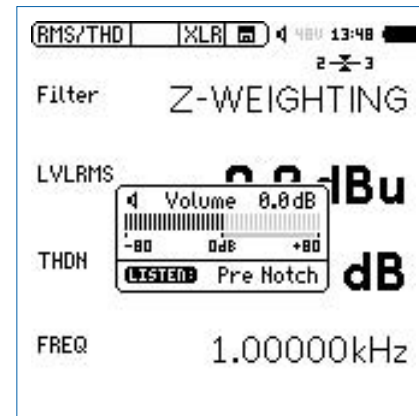 RMS/THD XLR 48V 13:48
2 3
Filter Z-WEIGHTING
LVLRMS dBu
Volume 0.0dB
-80 0dB +80
THDN dB
LISTEN: Pre Notch
FREQ 1.00000kHz